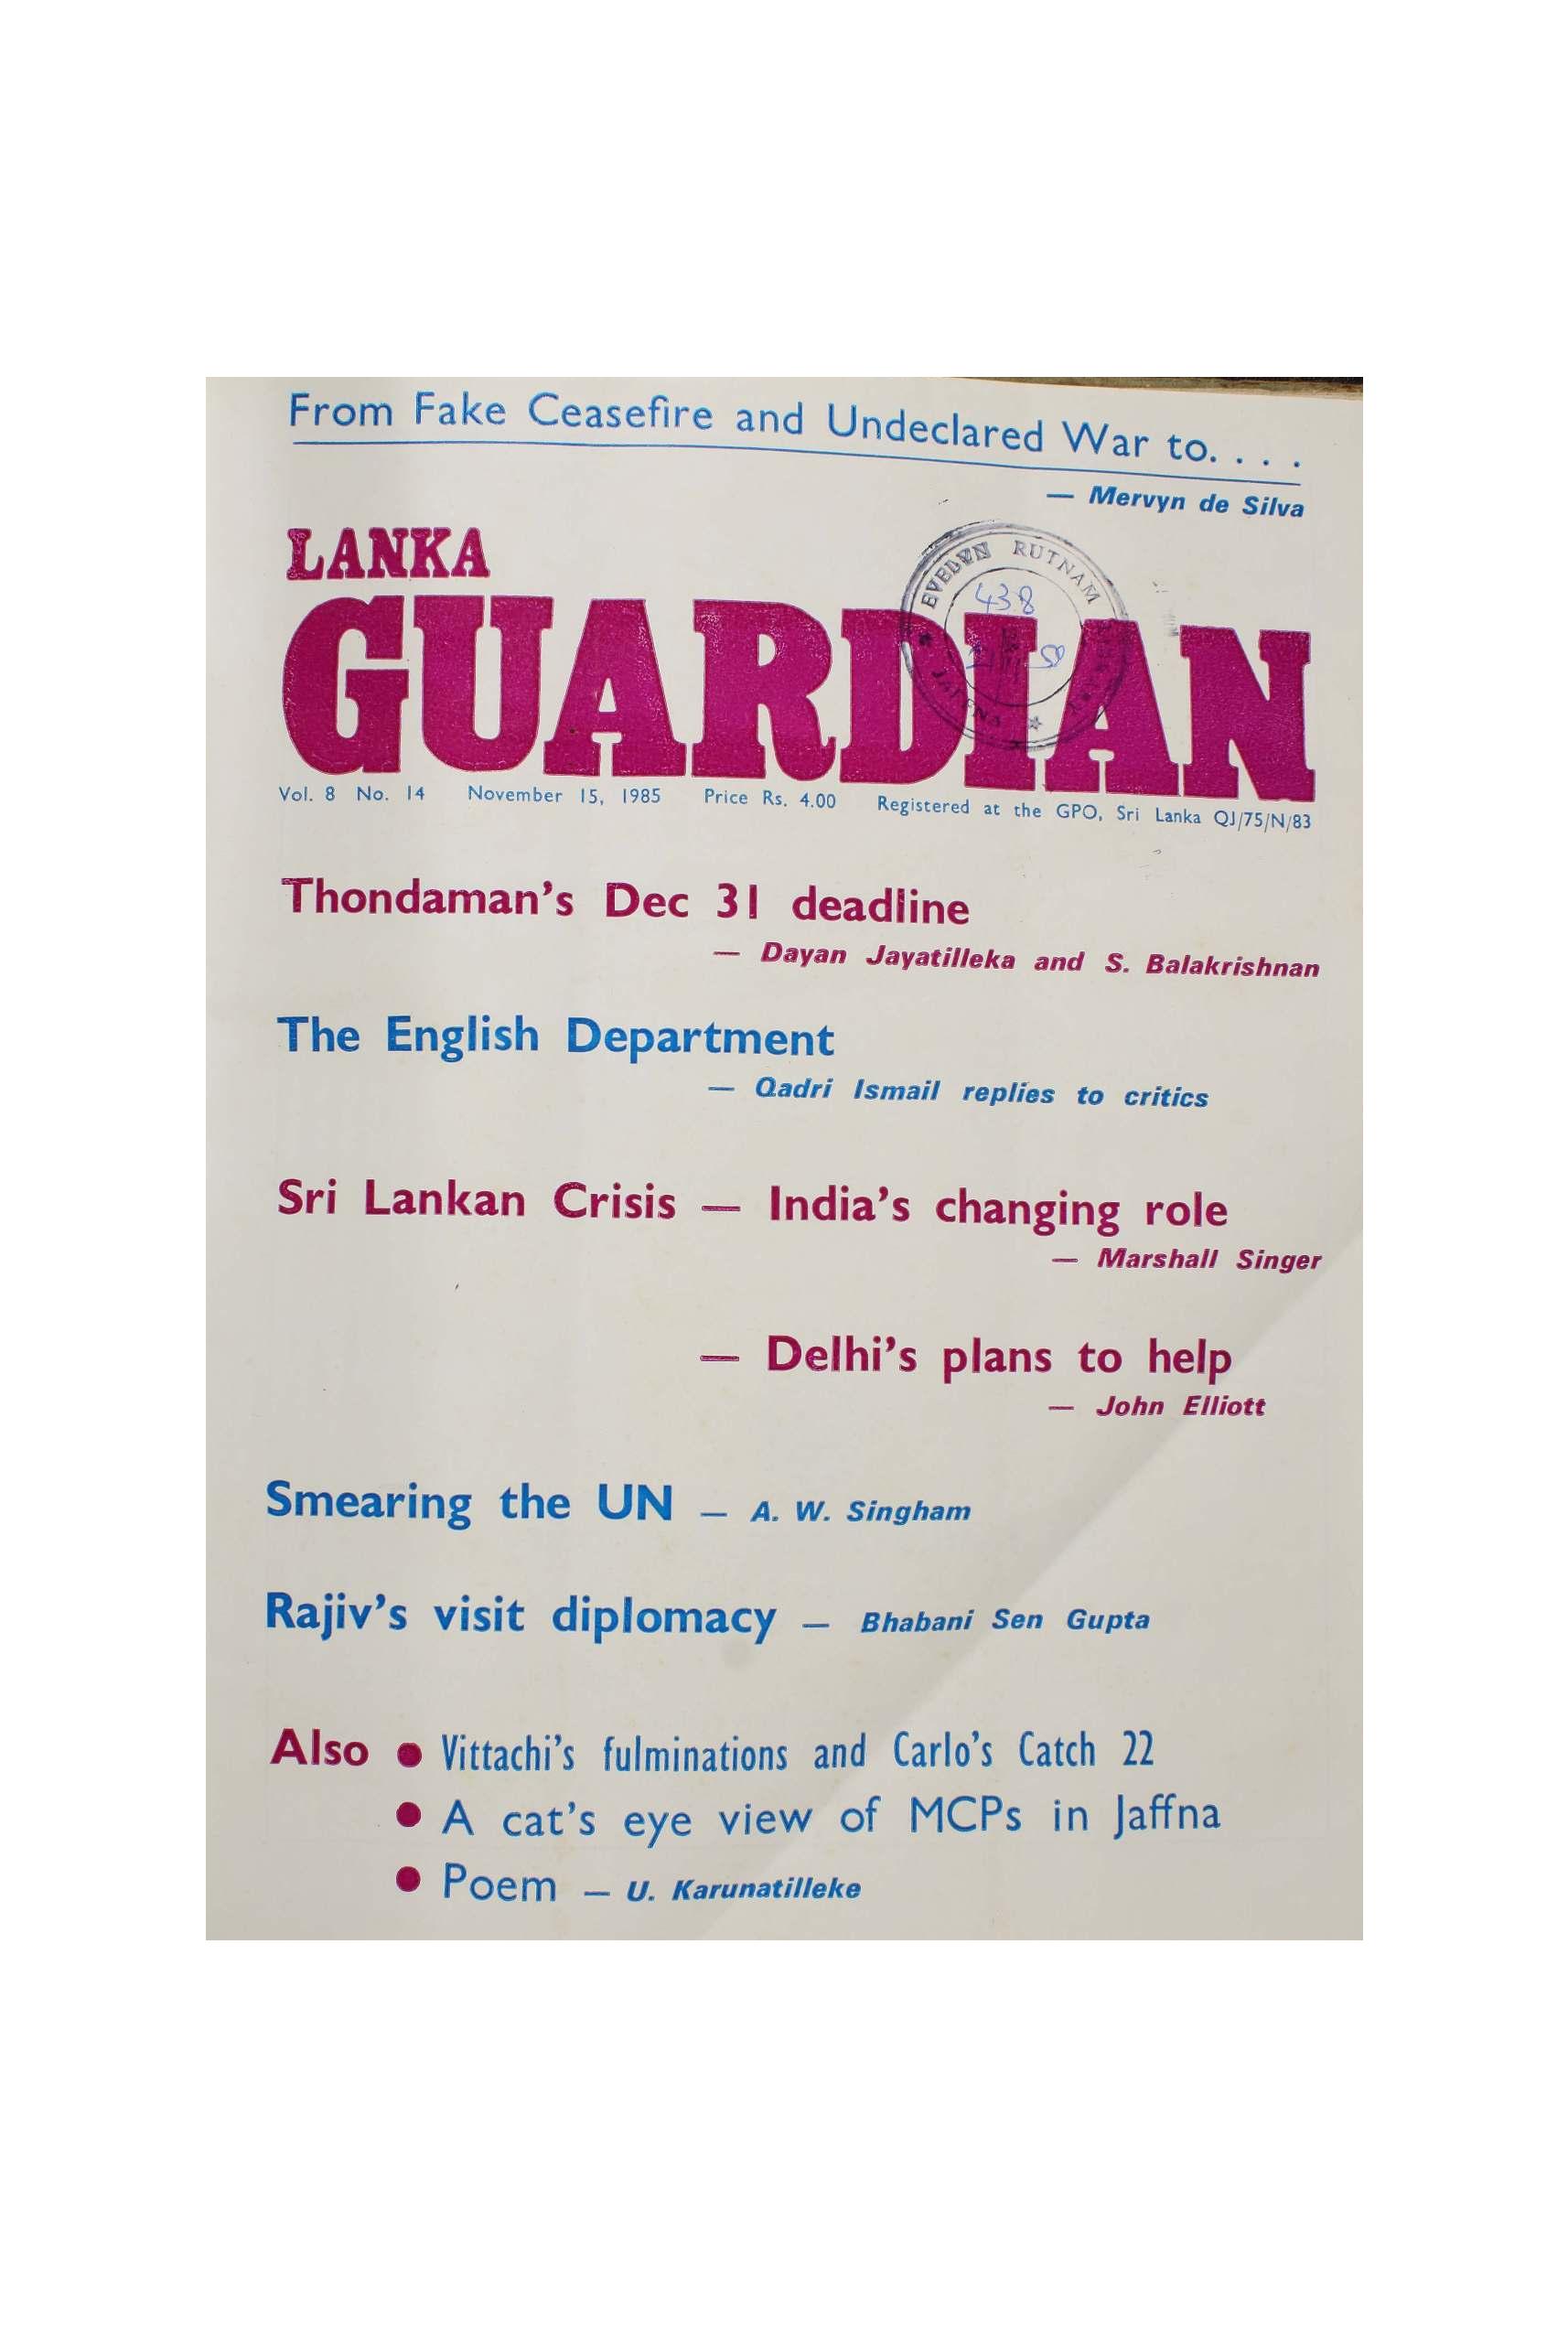 From Fake Ceasefire and Undeclared War to. . . .
— Mervyn de Silva
LANKA
GUARDIAN
EVELYN RUTNAM
JAFFNA
438
Vol. 8 No. 14 November 15, 1985 Price Rs. 4.00 Registered at the GPO, Sri Lanka QJ/75/N/83
Thondaman's Dec 31 deadline
— Dayan Jayatilleka and S. Balakrishnan
The English Department
— Qadri Ismail replies to critics
Sri Lankan Crisis — India's changing role
— Marshall Singer
— Delhi's plans to help
— John Elliott
Smearing the UN — A. W. Singham
Rajiv's visit diplomacy — Bhabani Sen Gupta
Also ● Vittachi's fulminations and Carlo's Catch 22
● A cat's eye view of MCPs in Jaffna
● Poem — U. Karunatilleke